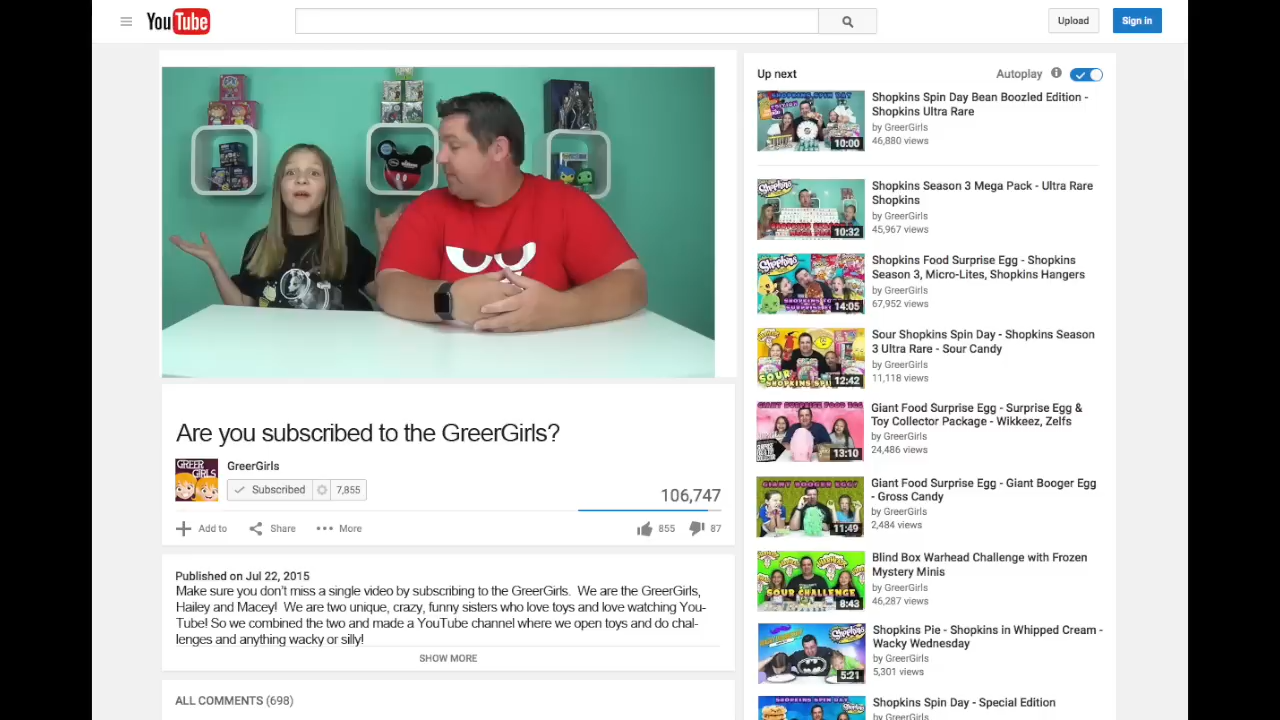 YouTube
Upload
Sign in
Up next
Autoplay
Shopkins Spin Day Bean Boozled Edition -
Shopkins Ultra Rare
by GreerGirls
46,880 views
10:00
Shopkins Season 3 Mega Pack - Ultra Rare
Shopkins
by GreerGirls
45,967 views
10:32
Shopkins Food Surprise Egg - Shopkins
Season 3, Micro-Lites, Shopkins Hangers
by GreerGirls
67,952 views
14:05
Sour Shopkins Spin Day - Shopkins Season
3 Ultra Rare - Sour Candy
by GreerGirls
11,118 views
12:42
Giant Food Surprise Egg - Surprise Egg &
Toy Collector Package - Wikkeez, Zelfs
by GreerGirls
24,486 views
13:10
Giant Food Surprise Egg - Giant Booger Egg
- Gross Candy
by GreerGirls
2,484 views
11:49
Blind Box Warhead Challenge with Frozen
Mystery Minis
by GreerGirls
46,287 views
SOUR CHALLENGE
8:43
Shopkins Pie - Shopkins in Whipped Cream -
Wacky Wednesday
by GreerGirls
5,301 views
5:21
Shopkins Spin Day - Special Edition
by GreerGirls
Are you subscribed to the GreerGirls?
GREER
GIRLS
GreerGirls
Subscribed
7,855
106,747
Add to
Share
More
855
87
Published on Jul 22, 2015
Make sure you don't miss a single video by subscribing to the GreerGirls. We are the GreerGirls,
Hailey and Macey! We are two unique, crazy, funny sisters who love toys and love watching You-
Tube! So we combined the two and made a YouTube channel where we open toys and do chal-
lenges and anything wacky or silly!
SHOW MORE
ALL COMMENTS (698)